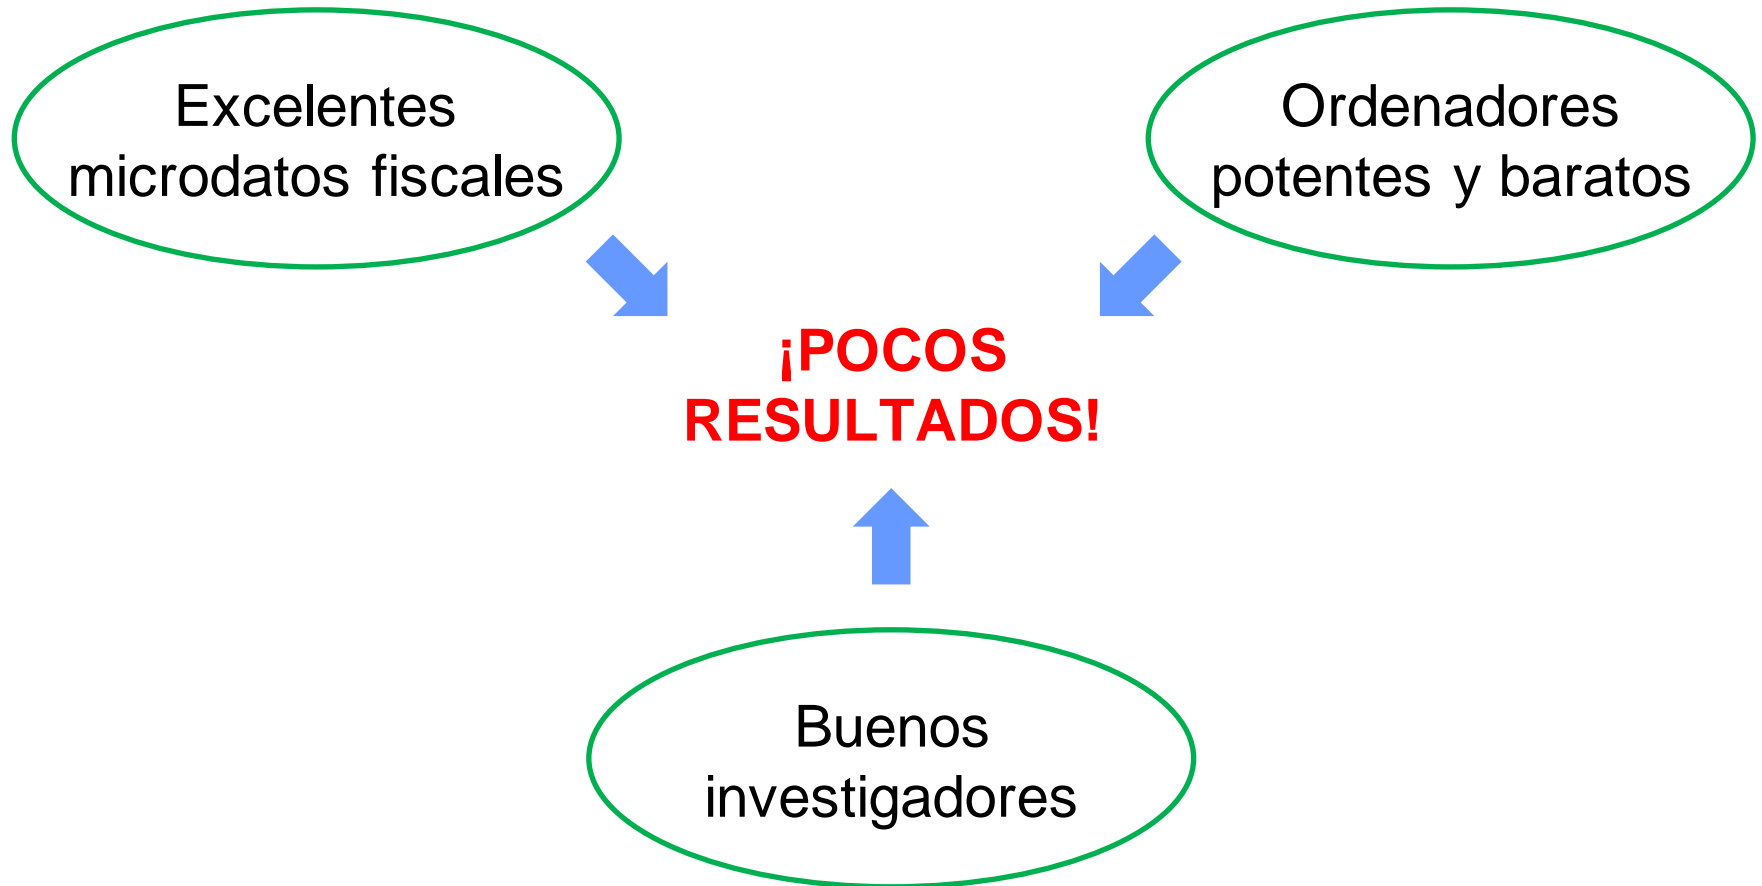 Excelentes
microdatos fiscales
Ordenadores
potentes y baratos
¡POCOS
RESULTADOS!
Buenos
investigadores